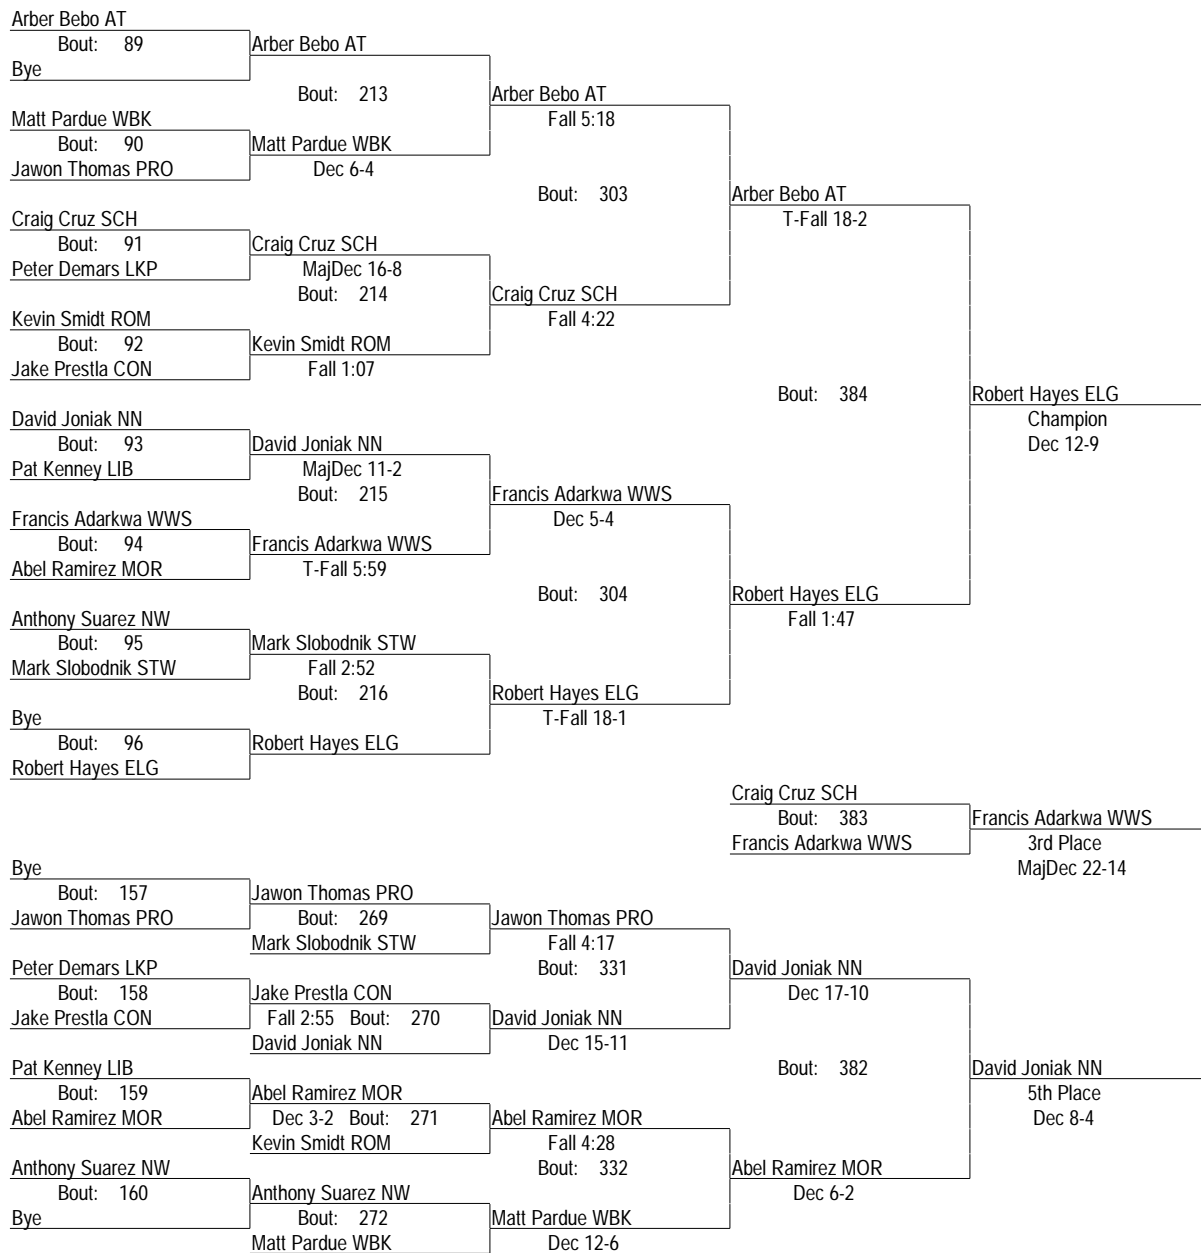 Arber Bebo AT
Bout: 89 Arber Bebo AT
Bye
Bout: 213 Arber Bebo AT
Matt Pardue WBK Fall 5:18
Bout: 90 Matt Pardue WBK
Jawon Thomas PRO Dec 6-4
Bout: 303 Arber Bebo AT
Craig Cruz SCH T-Fall 18-2
Bout: 91 Craig Cruz SCH
Peter Demars LKP MajDec 16-8
Bout: 214 Craig Cruz SCH
Kevin Smidt ROM Fall 4:22
Bout: 92 Kevin Smidt ROM
Jake Prestla CON Fall 1:07
Bout: 384 Robert Hayes ELG
David Joniak NN Champion
Bout: 93 David Joniak NN Dec 12-9
Pat Kenney LIB MajDec 11-2
Bout: 215 Francis Adarkwa WWS
Francis Adarkwa WWS Dec 5-4
Bout: 94 Francis Adarkwa WWS
Abel Ramirez MOR T-Fall 5:59
Bout: 304 Robert Hayes ELG
Anthony Suarez NW Fall 1:47
Bout: 95 Mark Slobodnik STW
Mark Slobodnik STW Fall 2:52
Bout: 216 Robert Hayes ELG
Bye T-Fall 18-1
Bout: 96 Robert Hayes ELG
Robert Hayes ELG
Craig Cruz SCH
Bout: 383 Francis Adarkwa WWS
Francis Adarkwa WWS 3rd Place
Bye MajDec 22-14
Bout: 157 Jawon Thomas PRO
Jawon Thomas PRO Bout: 269 Jawon Thomas PRO
Mark Slobodnik STW Fall 4:17
Peter Demars LKP Bout: 331 David Joniak NN
Bout: 158 Jake Prestla CON Dec 17-10
Jake Prestla CON Fall 2:55 Bout: 270 David Joniak NN
David Joniak NN Dec 15-11
Pat Kenney LIB Bout: 382 David Joniak NN
Bout: 159 Abel Ramirez MOR 5th Place
Abel Ramirez MOR Dec 3-2 Bout: 271 Abel Ramirez MOR Dec 8-4
Kevin Smidt ROM Fall 4:28
Anthony Suarez NW Bout: 332 Abel Ramirez MOR
Bout: 160 Anthony Suarez NW Dec 6-2
Bye Bout: 272 Matt Pardue WBK
Matt Pardue WBK Dec 12-6